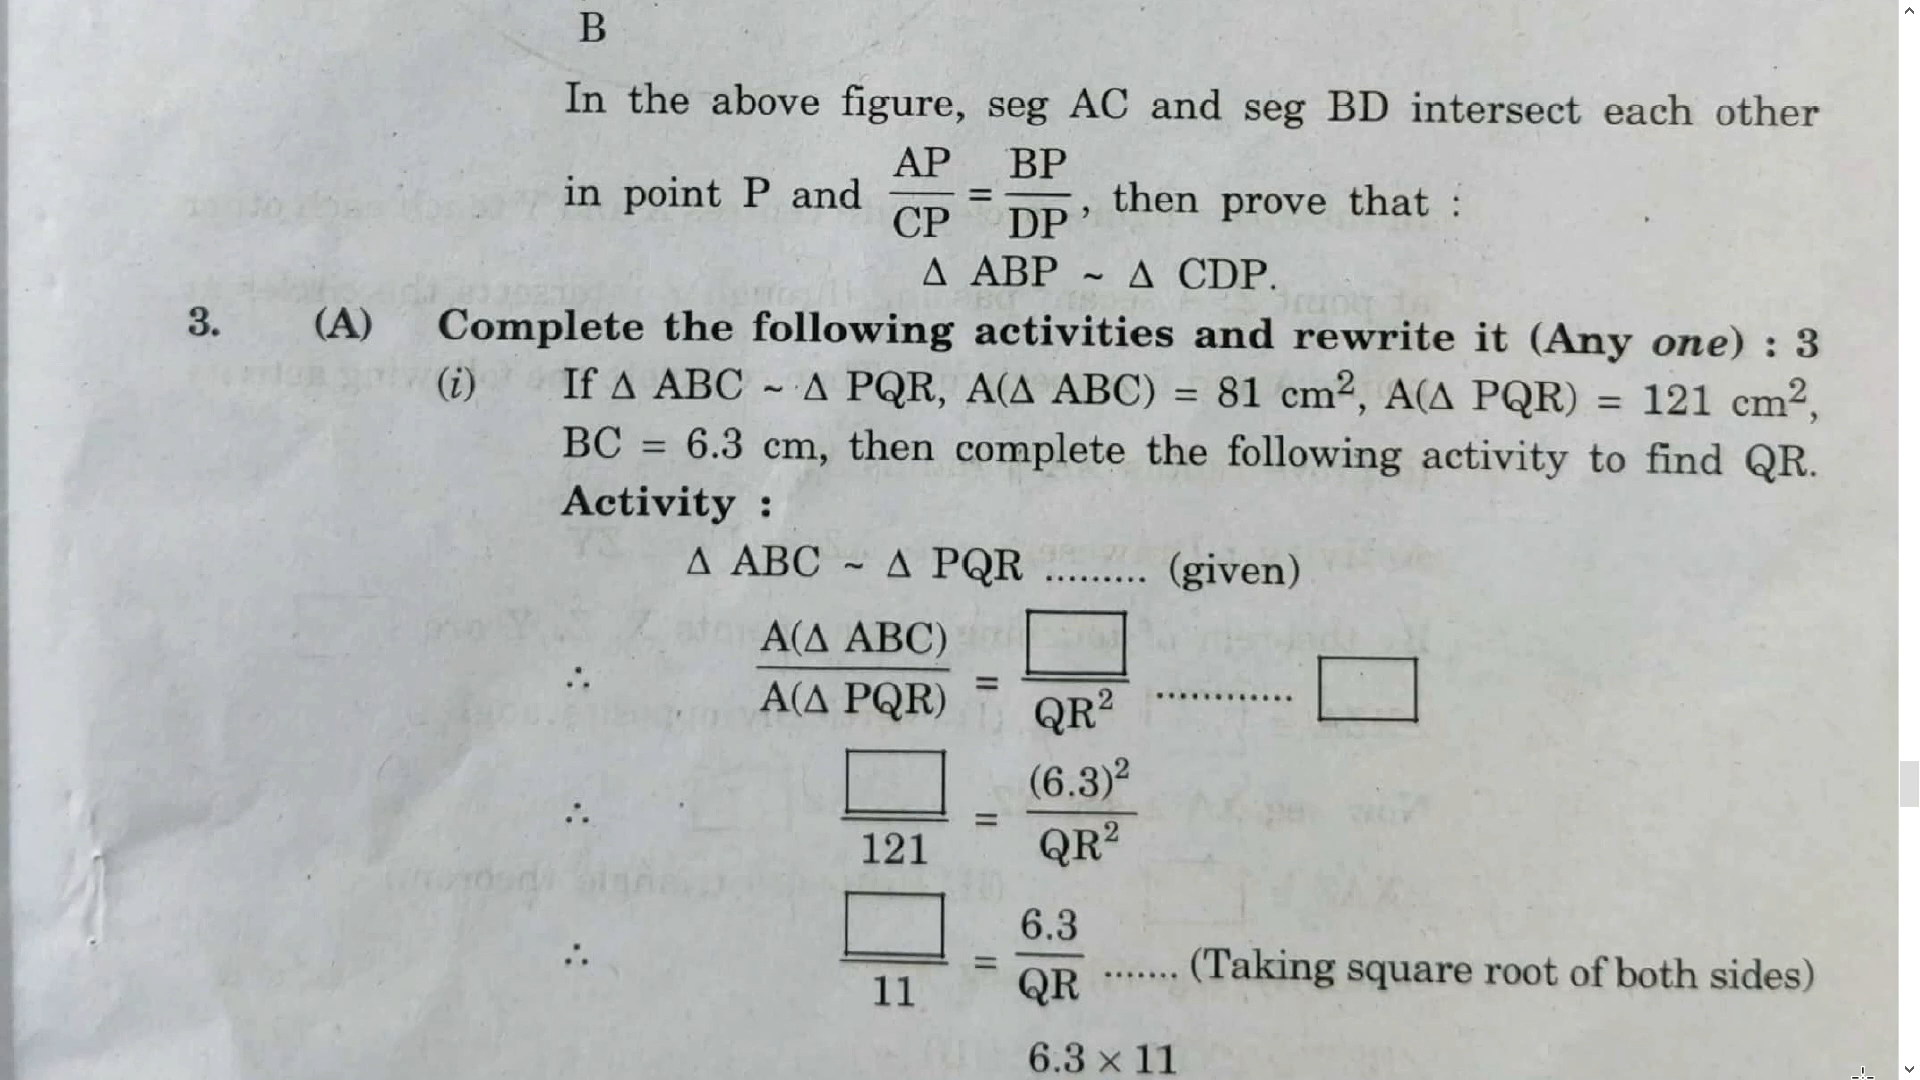 B
In the above figure, seg AC and seg BD intersect each other
in point P and AP/CP = BP/DP, then prove that :
Δ ABP ~ Δ CDP.
3. (A) Complete the following activities and rewrite it (Any one) : 3
(i) If Δ ABC ~ Δ PQR, A(Δ ABC) = 81 cm², A(Δ PQR) = 121 cm²,
BC = 6.3 cm, then complete the following activity to find QR.
Activity :
Δ ABC ~ Δ PQR ......... (given)
∴ A(Δ ABC)/A(Δ PQR) = □/QR² ............ □
∴ □/121 = (6.3)²/QR²
∴ □/11 = 6.3/QR ....... (Taking square root of both sides)
6.3 × 11